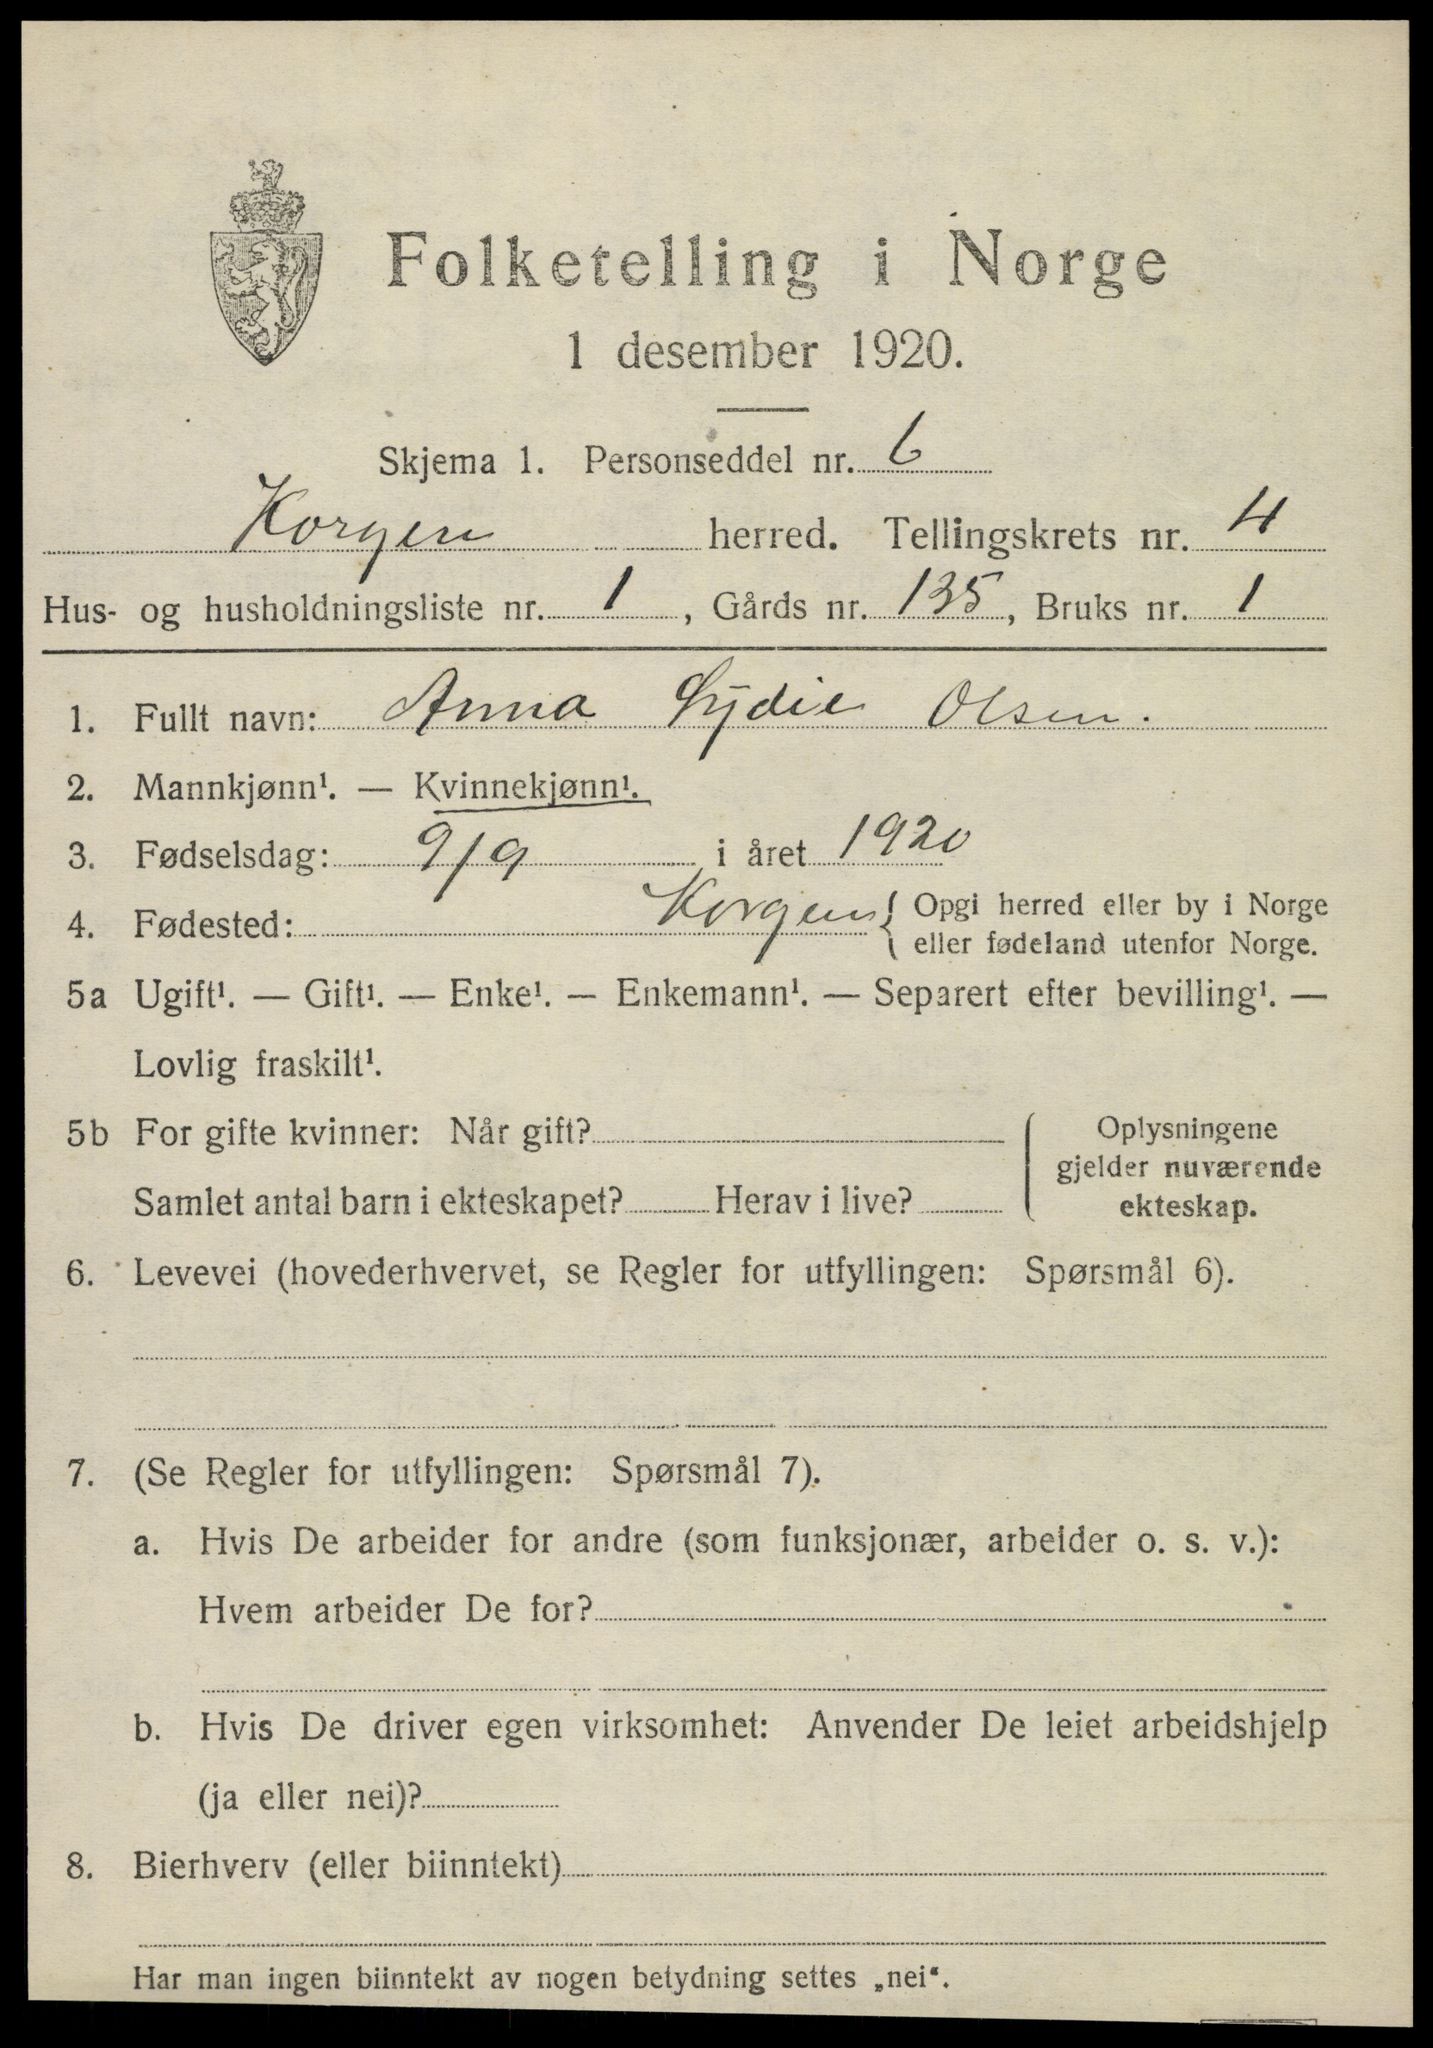 Folketelling i Norge
1 desember 1920.
Skjema 1. Personseddel nr. 6
Korgen herred. Tellingskrets nr. 4
Hus- og husholdningsliste nr. 1, Gårds nr. 135, Bruks nr. 1
1. Fullt navn: Anna Lydie Olsen.
2. Mannkjønn¹. — Kvinnekjønn¹.
3. Fødselsdag: 9/9 i året 1920
4. Fødested: Korgen { Opgi herred eller by i Norge
eller fødeland utenfor Norge.
5a Ugift¹. — Gift¹. — Enke¹. — Enkemann¹. — Separert efter bevilling¹. —
Lovlig fraskilt¹.
5b For gifte kvinner: Når gift?
Samlet antal barn i ekteskapet? Herav i live?
Oplysningene
gjelder nuværende
ekteskap.
6. Levevei (hovederhvervet, se Regler for utfyllingen: Spørsmål 6).
7. (Se Regler for utfyllingen: Spørsmål 7).
a. Hvis De arbeider for andre (som funksjonær, arbeider o. s. v.):
Hvem arbeider De for?
b. Hvis De driver egen virksomhet: Anvender De leiet arbeidshjelp
(ja eller nei)?
8. Bierhverv (eller biinntekt)
Har man ingen biinntekt av nogen betydning settes „nei“.